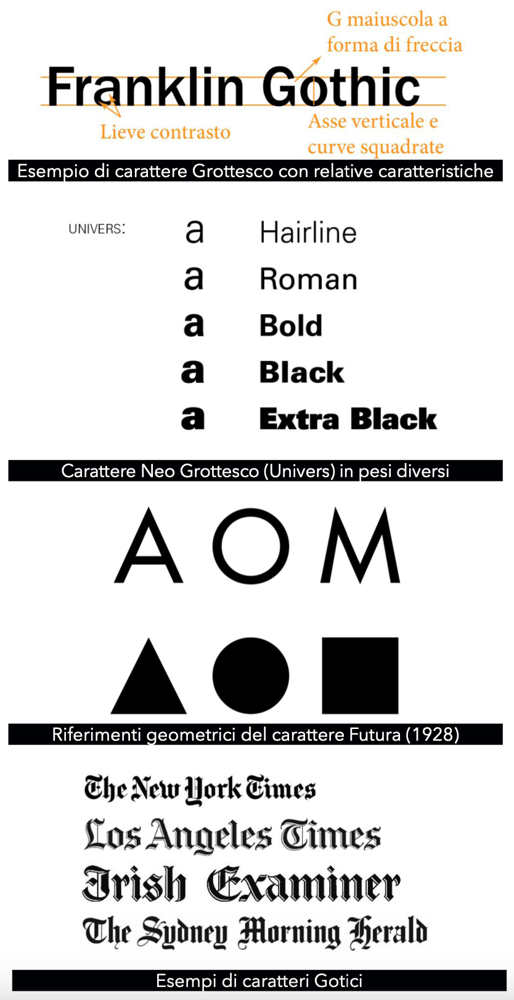 G maiuscola a
forma di freccia
Franklin Gothic
Lieve contrasto
Asse verticale e
curve squadrate
Esempio di carattere Grottesco con relative caratteristiche
UNIVERS:
a Hairline
a Roman
a Bold
a Black
a Extra Black
Carattere Neo Grottesco (Univers) in pesi diversi
A O M
Riferimenti geometrici del carattere Futura (1928)
The New York Times
Los Angeles Times
Irish Examiner
The Sydney Morning Herald
Esempi di caratteri Gotici